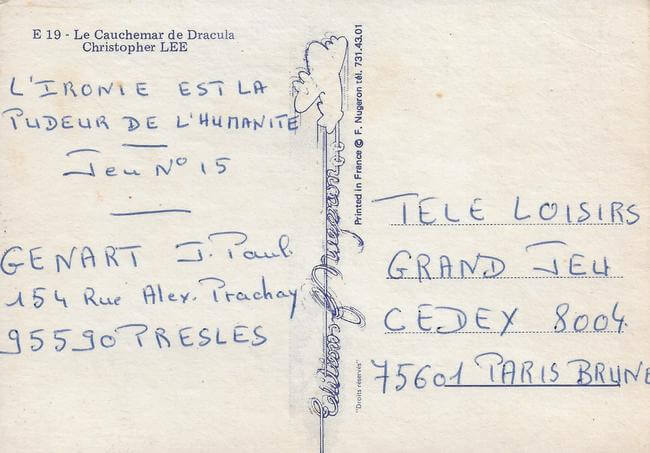 E 19 - Le Cauchemar de Dracula
Christopher LEE
L'IRONIE EST LA
PUDEUR DE L'HUMANITE
Jeu N° 15
GENART J. Paul
154 Rue Alex. Prachay
95590 PRESLES
Editions F. Nugeron
"Droits réservés"
Printed in France © F. Nugeron tél. 731.43.01
TELE LOISIRS
GRAND JEU
CEDEX 8004
75601 PARIS BRUNE